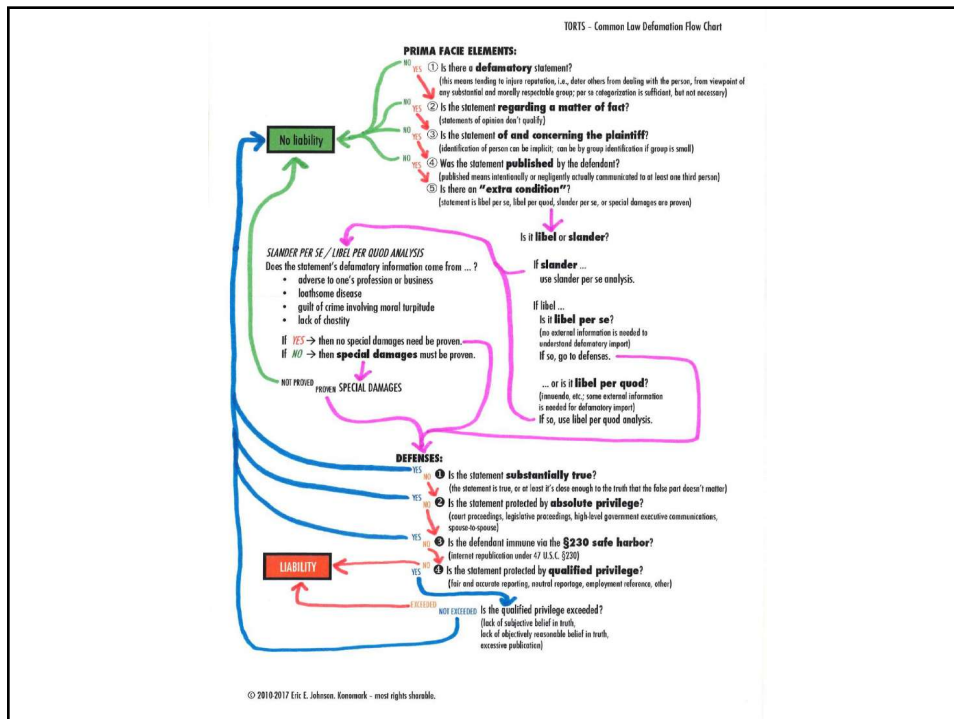 TORTS – Common Law Defamation Flow Chart
PRIMA FACIE ELEMENTS:
NO YES ① Is there a defamatory statement?
(this means tending to injure reputation, i.e., deter others from dealing with the person, from viewpoint of
any substantial and morally respectable group; per se categorization is sufficient, but not necessary)
NO YES ② Is the statement regarding a matter of fact?
(statements of opinion don't qualify)
NO YES ③ Is the statement of and concerning the plaintiff?
(identification of person can be implicit; can be by group identification if group is small)
NO YES ④ Was the statement published by the defendant?
(published means intentionally or negligently actually communicated to at least one third person)
⑤ Is there an "extra condition"?
(statement is libel per se, libel per quod, slander per se, or special damages are proven)
No liability
Is it libel or slander?
If slander ...
use slander per se analysis.
If libel ...
Is it libel per se?
(no external information is needed to
understand defamatory import)
If so, go to defenses.
... or is it libel per quod?
(innuendo, etc.; some external information
is needed for defamatory import)
If so, use libel per quod analysis.
SLANDER PER SE / LIBEL PER QUOD ANALYSIS
Does the statement's defamatory information come from ... ?
• adverse to one's profession or business
• loathsome disease
• guilt of crime involving moral turpitude
• lack of chastity
If YES → then no special damages need be proven.
If NO → then special damages must be proven.
NOT PROVED PROVEN SPECIAL DAMAGES
DEFENSES:
YES NO ❶ Is the statement substantially true?
(the statement is true, or at least it's close enough to the truth that the false part doesn't matter)
YES NO ❷ Is the statement protected by absolute privilege?
(court proceedings, legislative proceedings, high-level government executive communications,
spouse-to-spouse)
YES NO ❸ Is the defendant immune via the §230 safe harbor?
(internet republication under 47 U.S.C. §230)
NO YES ❹ Is the statement protected by qualified privilege?
(fair and accurate reporting, neutral reportage, employment reference, other)
LIABILITY
EXCEEDED NOT EXCEEDED Is the qualified privilege exceeded?
(lack of subjective belief in truth,
lack of objectively reasonable belief in truth,
excessive publication)
© 2010-2017 Eric E. Johnson. Konomark – most rights sharable.